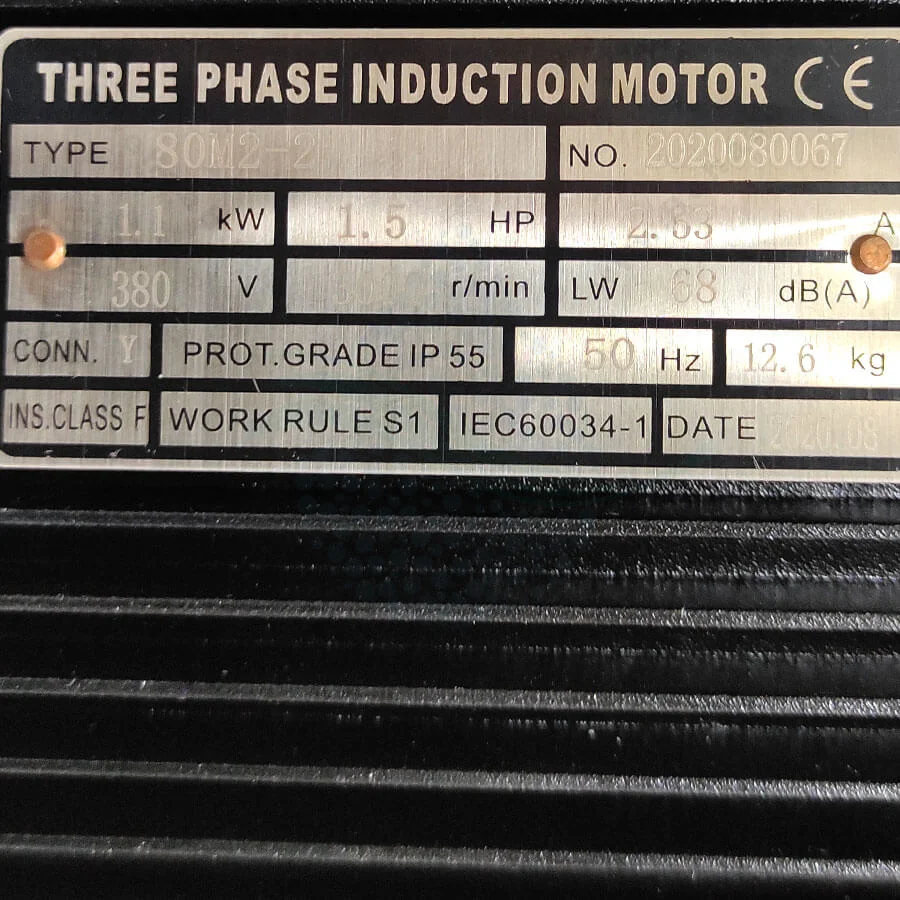 THREE PHASE INDUCTION MOTOR CE
TYPE 80M2-2 NO. 2020080067
1.1 kW 1.5 HP 2.53 A
380 V r/min LW 68 dB(A)
CONN. Y PROT.GRADE IP 55 50 Hz 12.6 kg
INS.CLASS F WORK RULE S1 IEC60034-1 DATE 2020.08